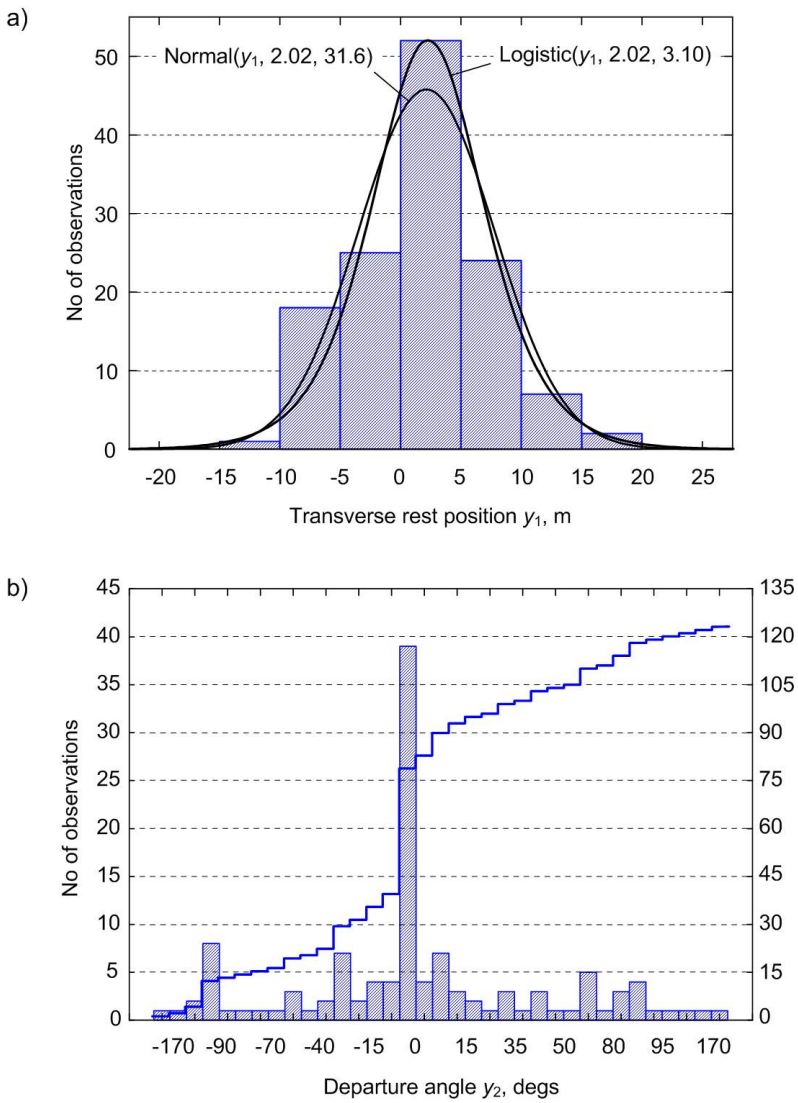 a)
50
40
30
20
10
0
No of observations
Normal(y₁, 2.02, 31.6)
Logistic(y₁, 2.02, 3.10)
-20 -15 -10 -5 0 5 10 15 20 25
Transverse rest position y₁, m
b)
45
40
35
30
25
20
15
10
5
0
No of observations
135
120
105
90
75
60
45
30
15
0
-170 -90 -70 -40 -15 0 15 35 50 80 95 170
Departure angle y₂, degs